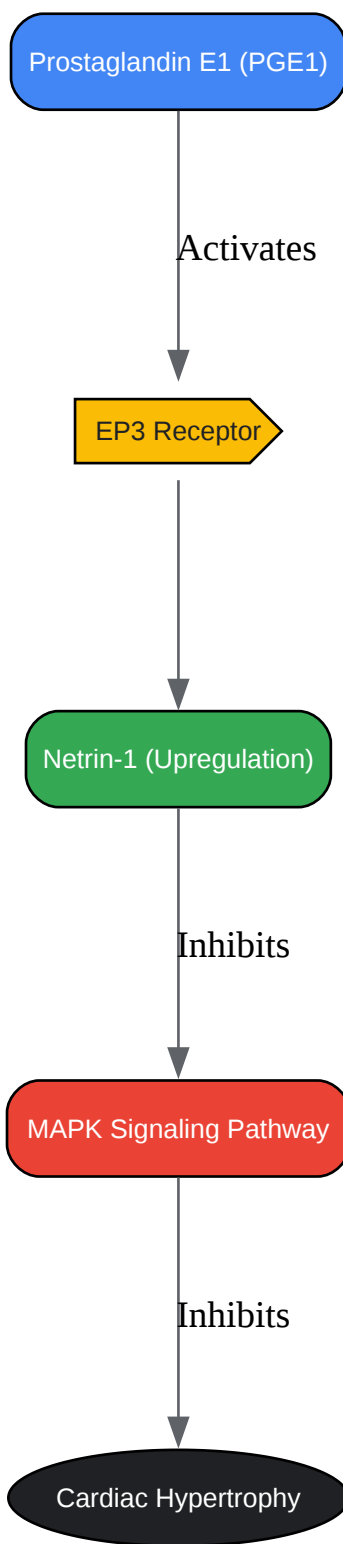 Prostaglandin E1 (PGE1)
Activates
EP3 Receptor
Netrin-1 (Upregulation)
Inhibits
MAPK Signaling Pathway
Inhibits
Cardiac Hypertrophy